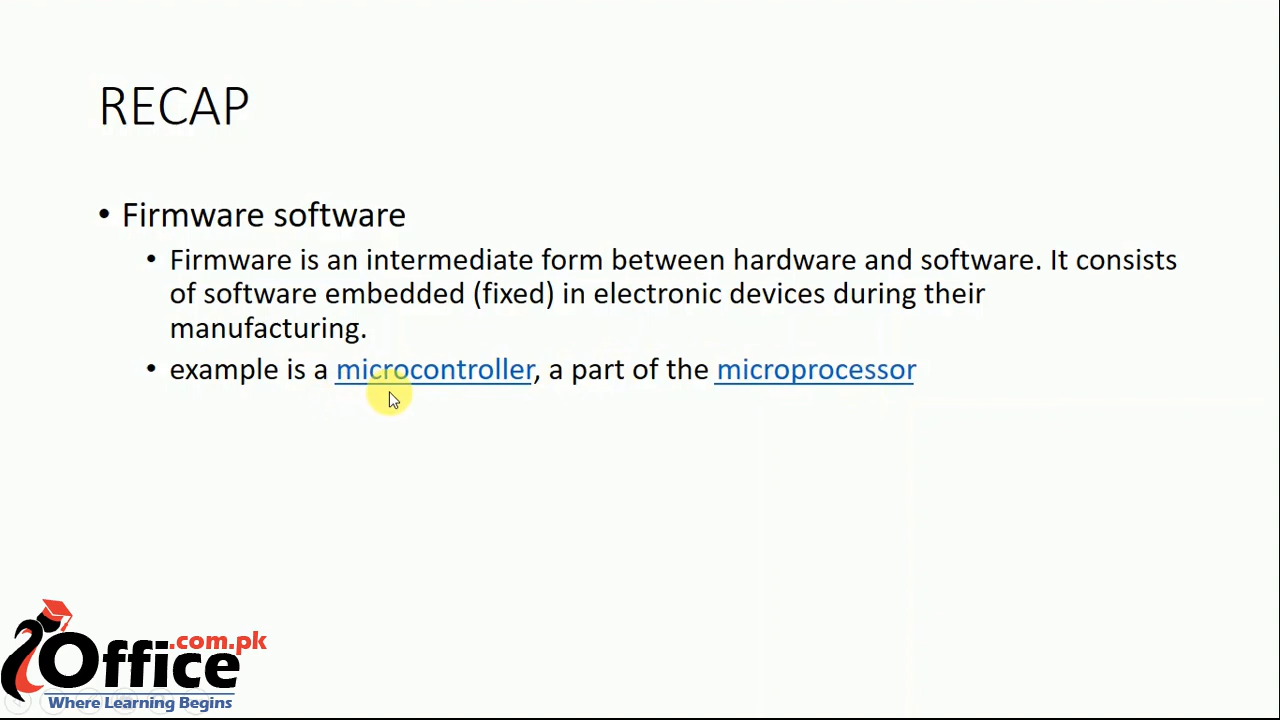 RECAP
• Firmware software
• Firmware is an intermediate form between hardware and software. It consists
of software embedded (fixed) in electronic devices during their
manufacturing.
• example is a microcontroller, a part of the microprocessor
.com.pk
Office
Where Learning Begins